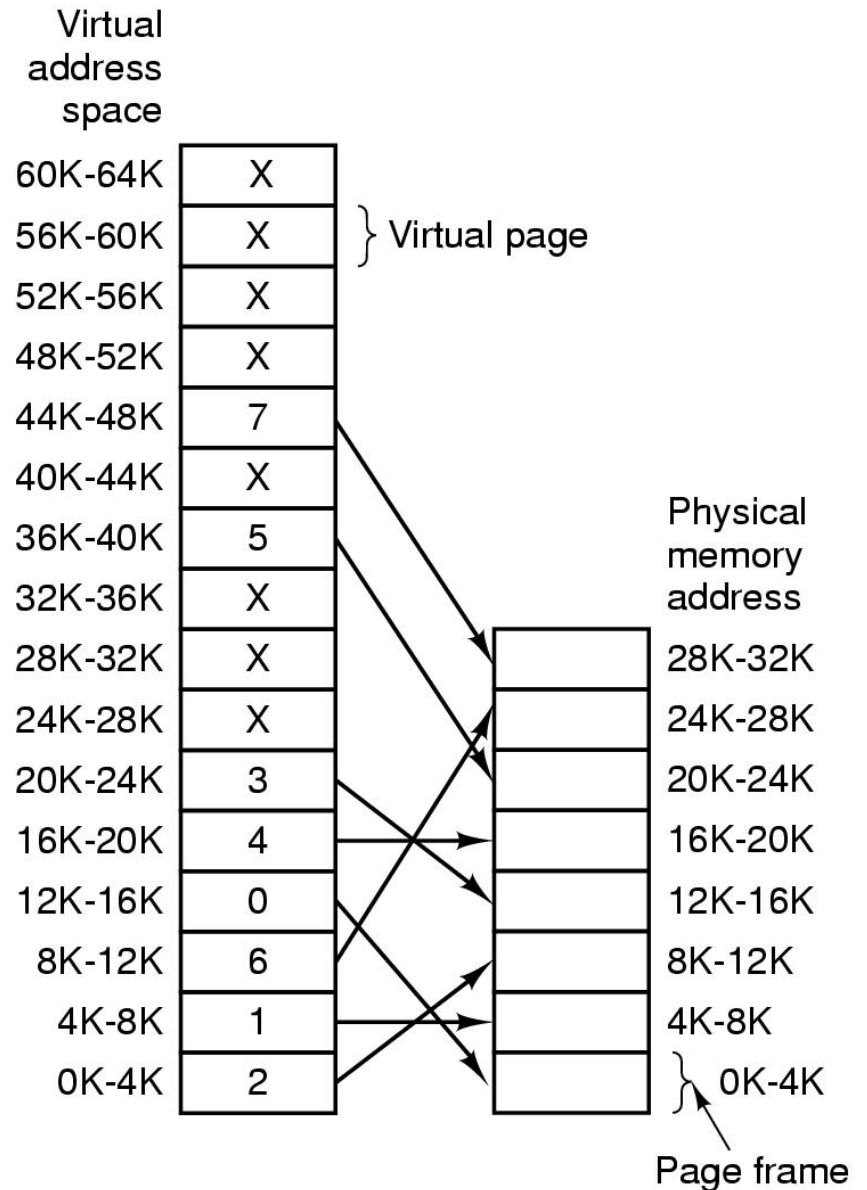 Virtual
address
space
60K-64K X
56K-60K X } Virtual page
52K-56K X
48K-52K X
44K-48K 7
40K-44K X
36K-40K 5
32K-36K X
28K-32K X
24K-28K X
20K-24K 3
16K-20K 4
12K-16K 0
8K-12K 6
4K-8K 1
0K-4K 2
Physical
memory
address
28K-32K
24K-28K
20K-24K
16K-20K
12K-16K
8K-12K
4K-8K
} 0K-4K
Page frame